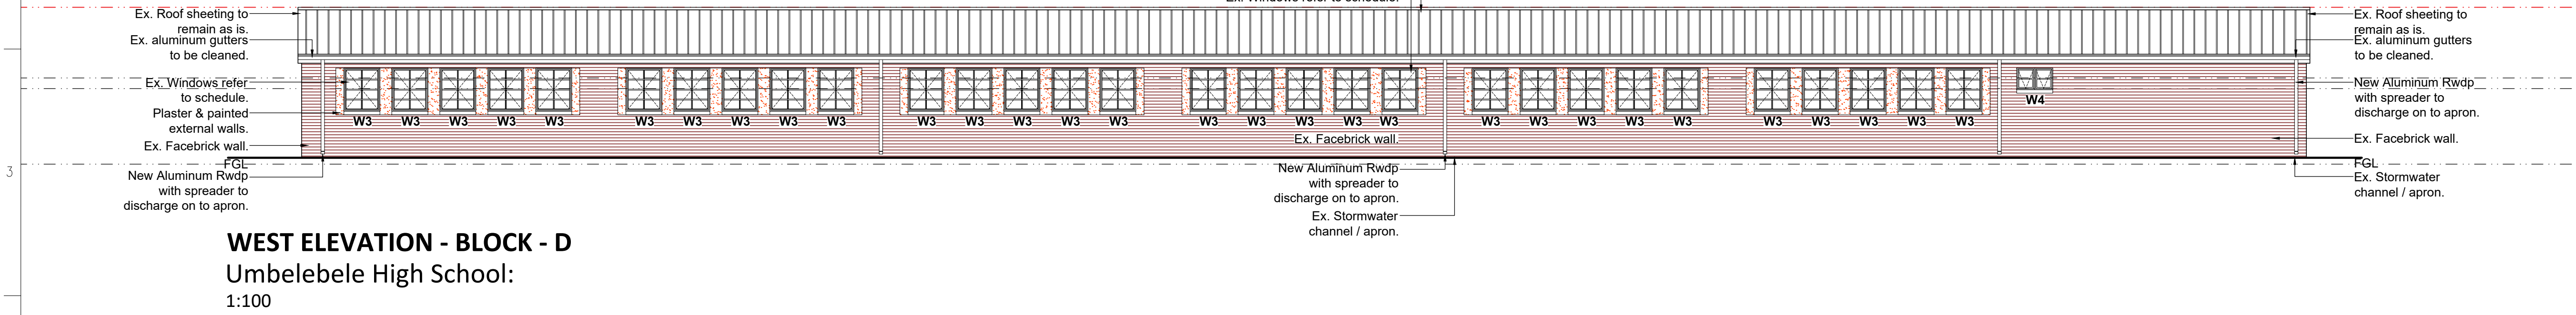 Ex. Windows refer to schedule.
Ex. Roof sheeting to
remain as is.
Ex. aluminum gutters
to be cleaned.
Ex. Windows refer
to schedule.
Plaster & painted
external walls.
Ex. Facebrick wall.
FGL
New Aluminum Rwdp
with spreader to
discharge on to apron.
3
W3 W3 W3 W3 W3 W3 W3 W3 W3 W3 W3 W3 W3 W3 W3 W3 W3 W3 W3 W3 W3 W3 W3 W3 W3 W3 W3 W3 W3 W3
W4
Ex. Facebrick wall.
New Aluminum Rwdp
with spreader to
discharge on to apron.
Ex. Stormwater
channel / apron.
Ex. Roof sheeting to
remain as is.
Ex. aluminum gutters
to be cleaned.
New Aluminum Rwdp
with spreader to
discharge on to apron.
Ex. Facebrick wall.
FGL
Ex. Stormwater
channel / apron.
WEST ELEVATION - BLOCK - D
Umbelebele High School:
1:100